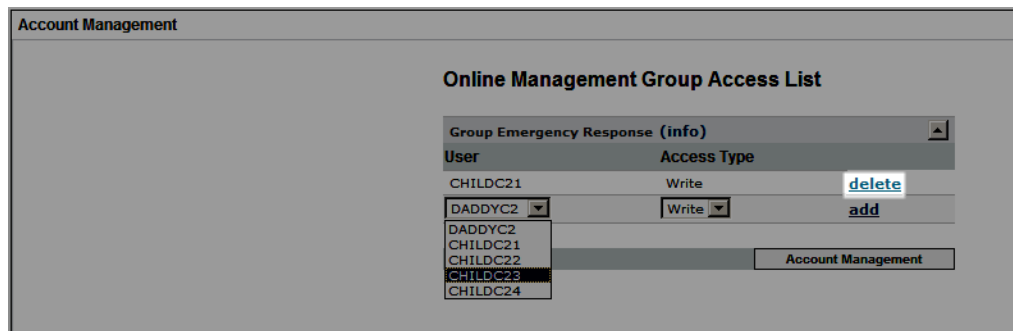 Account Management
Online Management Group Access List
Group Emergency Response (info)
User Access Type
CHILDC21 Write delete
DADDYC2 Write add
DADDYC2
CHILDC21
CHILDC22 Account Management
CHILDC23
CHILDC24